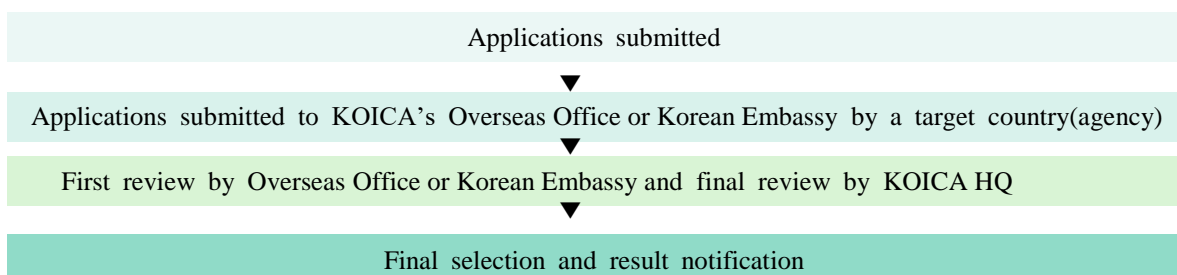 Applications submitted
Applications submitted to KOICA's Overseas Office or Korean Embassy by a target country(agency)
First review by Overseas Office or Korean Embassy and final review by KOICA HQ
Final selection and result notification